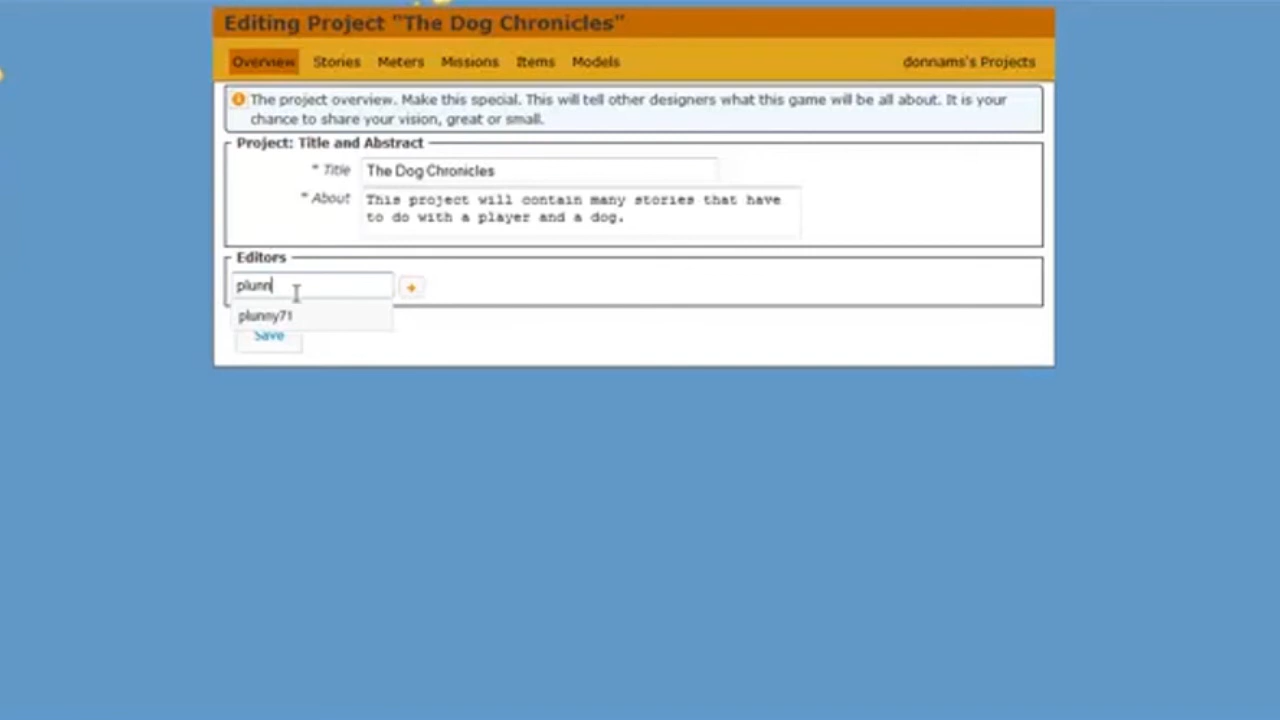 Editing Project "The Dog Chronicles"
Overview Stories Meters Missions Items Models donnams's Projects
The project overview. Make this special. This will tell other designers what this game will be all about. It is your
chance to share your vision, great or small.
Project: Title and Abstract
* Title The Dog Chronicles
* About This project will contain many stories that have
to do with a player and a dog.
Editors
plunn
plunny71
Save